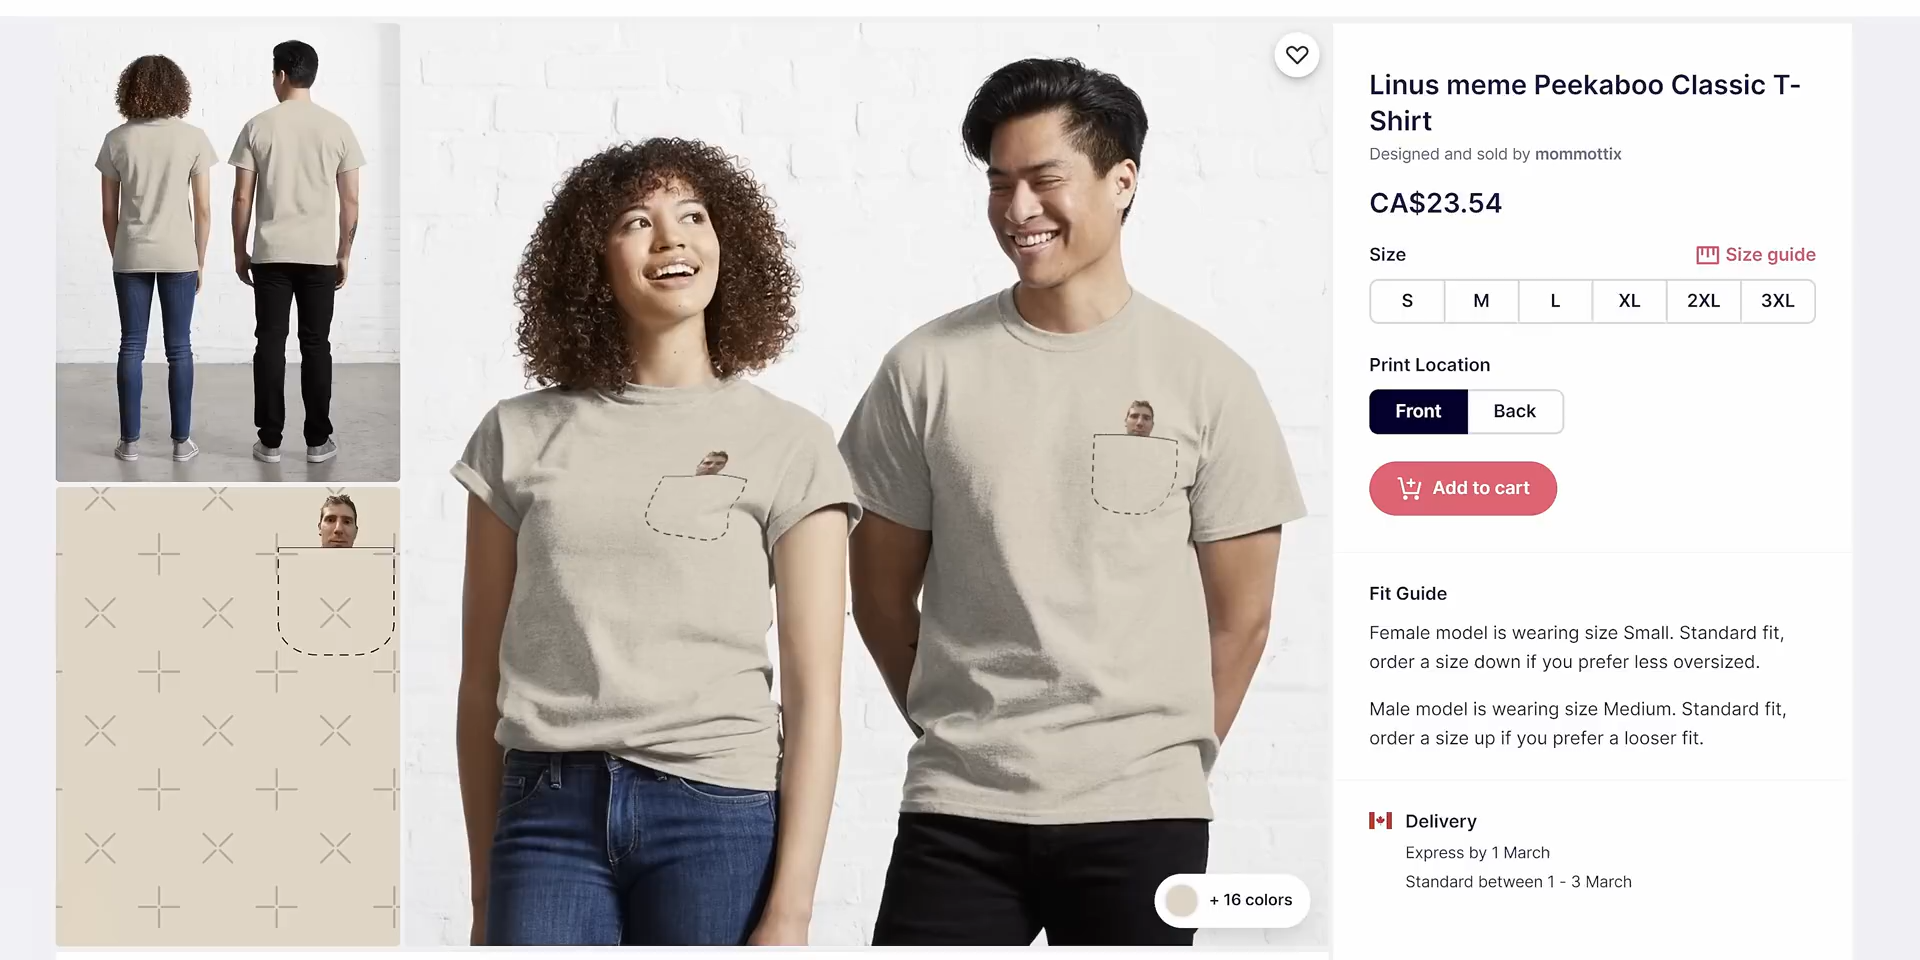 Linus meme Peekaboo Classic T-
Shirt
Designed and sold by mommottix
CA$23.54
Size
Size guide
S M L XL 2XL 3XL
Print Location
Front Back
Add to cart
Fit Guide
Female model is wearing size Small. Standard fit,
order a size down if you prefer less oversized.
Male model is wearing size Medium. Standard fit,
order a size up if you prefer a looser fit.
Delivery
Express by 1 March
Standard between 1 - 3 March
+ 16 colors